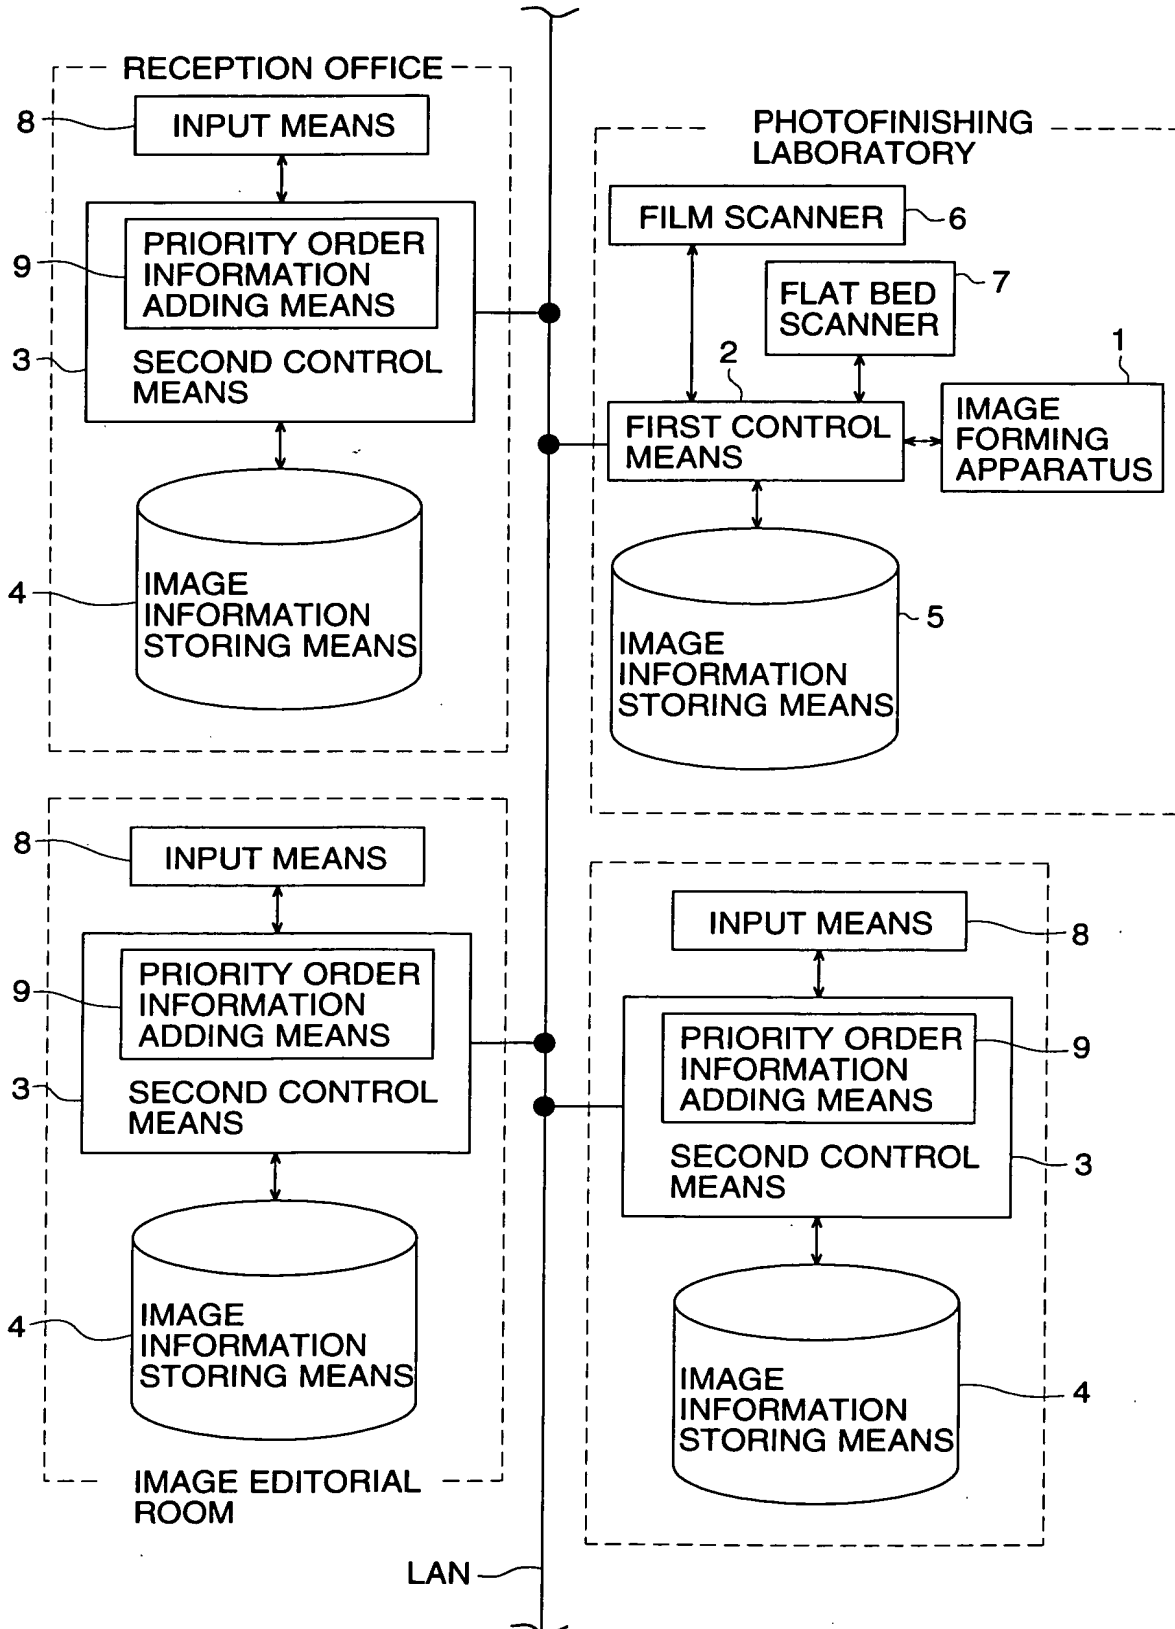 RECEPTION OFFICE
8
INPUT MEANS
9
PRIORITY ORDER
INFORMATION
ADDING MEANS
3
SECOND CONTROL
MEANS
4
IMAGE
INFORMATION
STORING MEANS
PHOTOFINISHING
LABORATORY
FILM SCANNER
6
7
FLAT BED
SCANNER
2
1
FIRST CONTROL
MEANS
IMAGE
FORMING
APPARATUS
5
IMAGE
INFORMATION
STORING MEANS
8
INPUT MEANS
9
PRIORITY ORDER
INFORMATION
ADDING MEANS
3
SECOND CONTROL
MEANS
4
IMAGE
INFORMATION
STORING MEANS
IMAGE EDITORIAL
ROOM
INPUT MEANS
8
PRIORITY ORDER
INFORMATION
ADDING MEANS
9
SECOND CONTROL
MEANS
3
IMAGE
INFORMATION
STORING MEANS
4
LAN